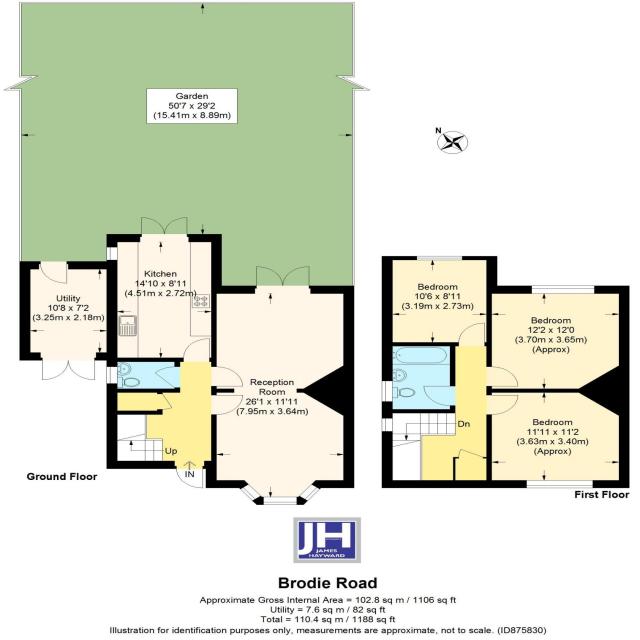 Garden
50'7 x 29'2
(15.41m x 8.89m)
N
Kitchen
14'10 x 8'11
(4.51m x 2.72m)
Utility
10'8 x 7'2
(3.25m x 2.18m)
Reception
Room
26'1 x 11'11
(7.95m x 3.64m)
Up
IN
Ground Floor
Bedroom
10'6 x 8'11
(3.19m x 2.73m)
Bedroom
12'2 x 12'0
(3.70m x 3.65m)
(Approx)
Bedroom
11'11 x 11'2
(3.63m x 3.40m)
(Approx)
Dn
First Floor
JH
JAMES
HAYWARD
Brodie Road
Approximate Gross Internal Area = 102.8 sq m / 1106 sq ft
Utility = 7.6 sq m / 82 sq ft
Total = 110.4 sq m / 1188 sq ft
Illustration for identification purposes only, measurements are approximate, not to scale. (ID875830)